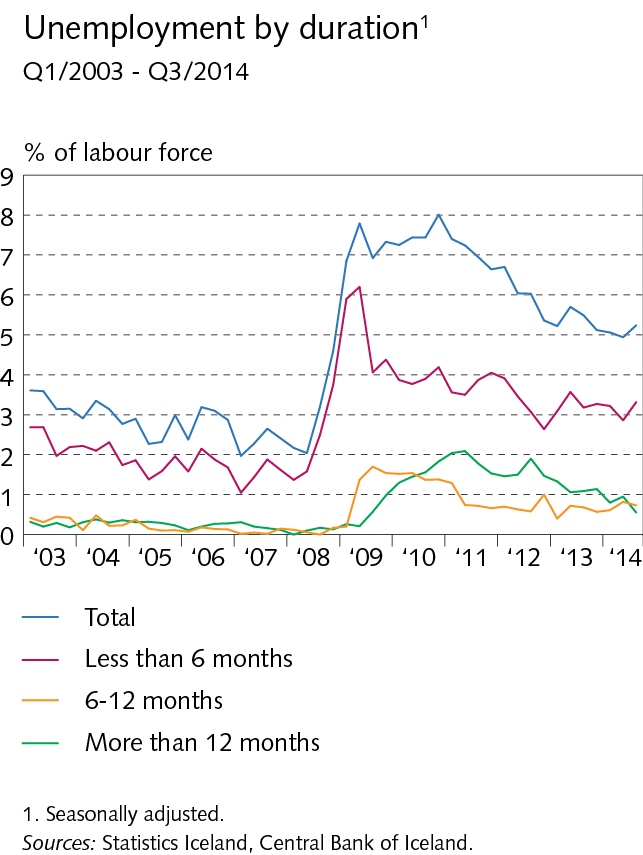 Unemployment by duration¹
Q1/2003 - Q3/2014
% of labour force
9
8
7
6
5
4
3
2
1
0
‘03 ‘04 ‘05 ‘06 ‘07 ‘08 ‘09 ‘10 ‘11 ‘12 ‘13 ‘14
Total
Less than 6 months
6-12 months
More than 12 months
1. Seasonally adjusted.
Sources: Statistics Iceland, Central Bank of Iceland.